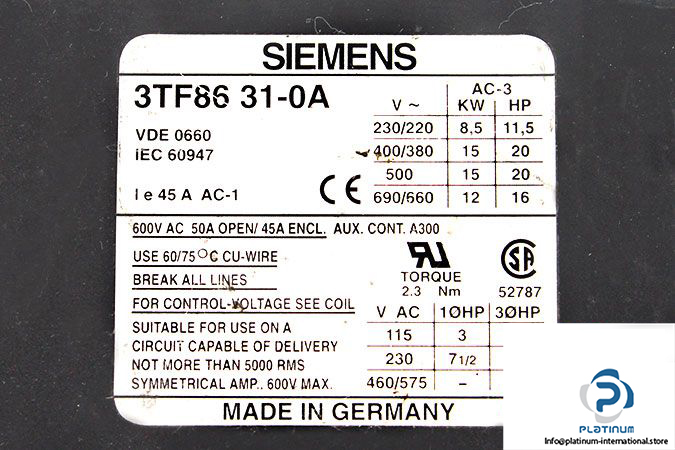 SIEMENS
3TF86 31-0A
VDE 0660
IEC 60947
I e 45 A AC-1
CE
AC-3
V ~ KW HP
230/220 8,5 11,5
400/380 15 20
500 15 20
690/660 12 16
600V AC 50A OPEN/ 45A ENCL. AUX. CONT. A300
USE 60/75°C CU-WIRE
BREAK ALL LINES
FOR CONTROL-VOLTAGE SEE COIL
SUITABLE FOR USE ON A
CIRCUIT CAPABLE OF DELIVERY
NOT MORE THAN 5000 RMS
SYMMETRICAL AMP.. 600V MAX.
TORQUE
2.3 Nm
SA
52787
V AC 1ØHP 3ØHP
115 3
230 7 1/2
460/575 –
MADE IN GERMANY
PLATINUM
Info@platinum-international.store